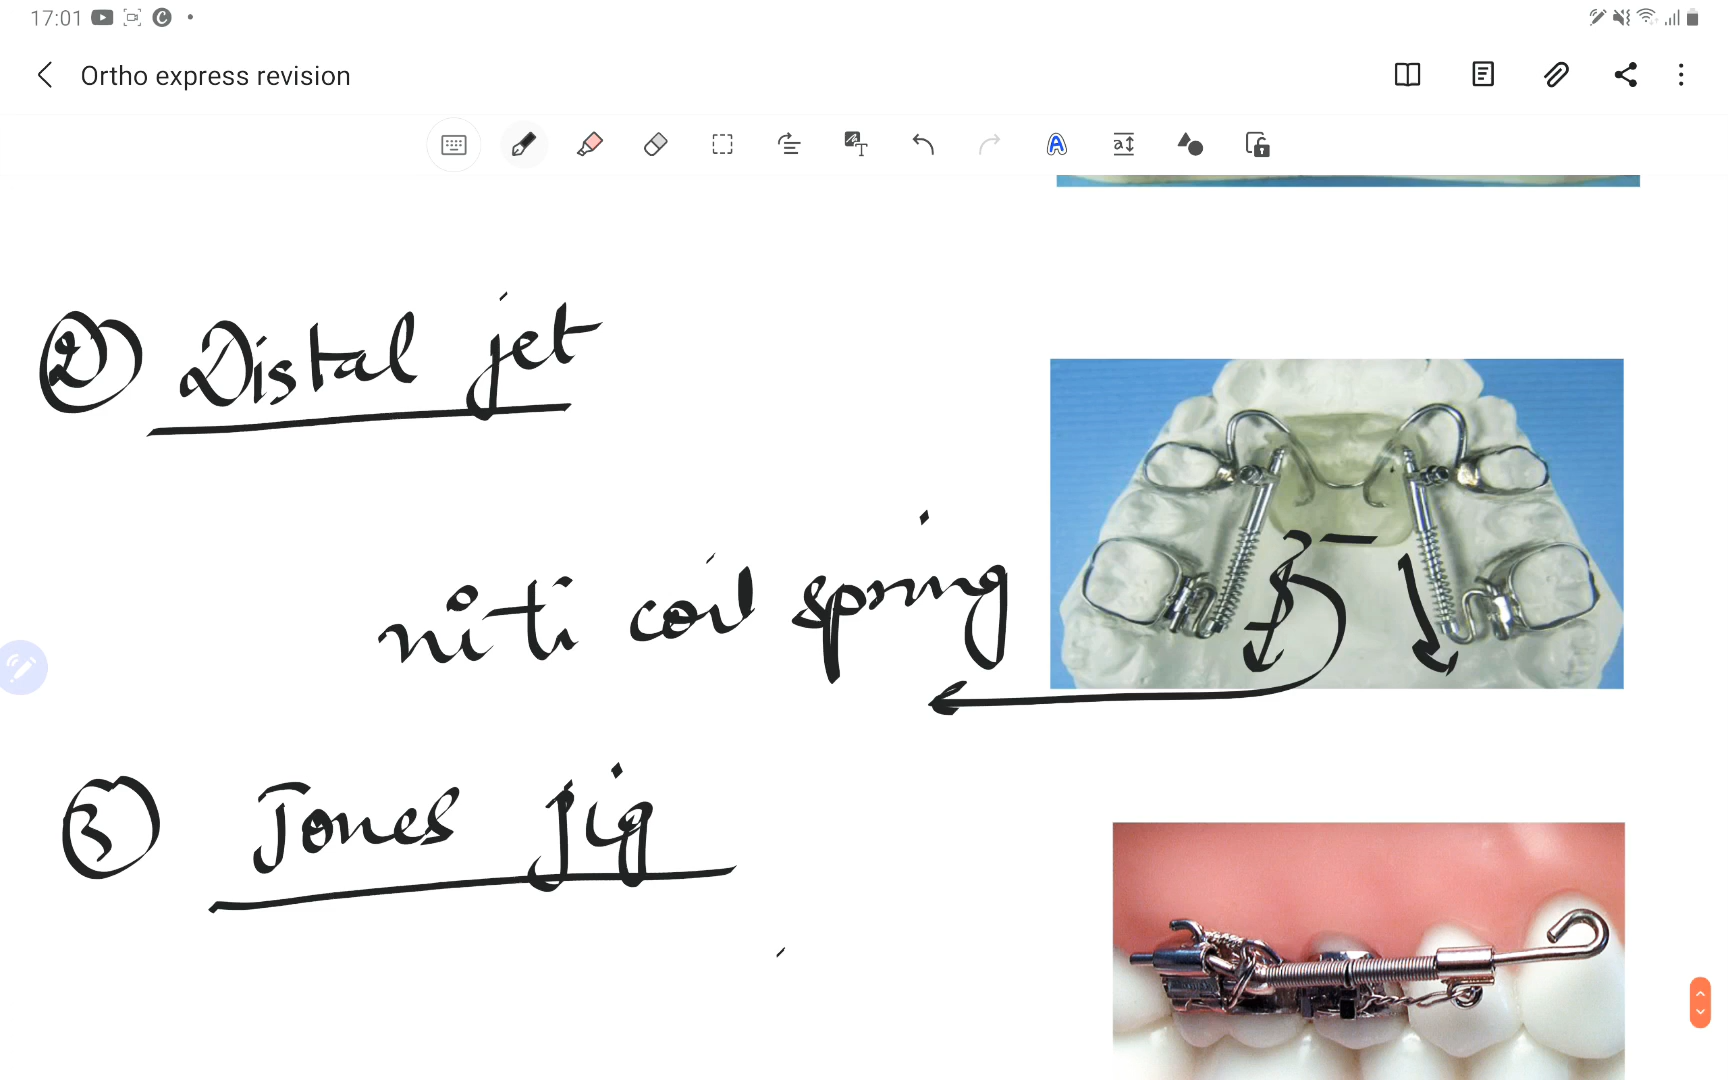 17:01
Ortho express revision
2 Distal jet
niti coil spring
3 Jones jig